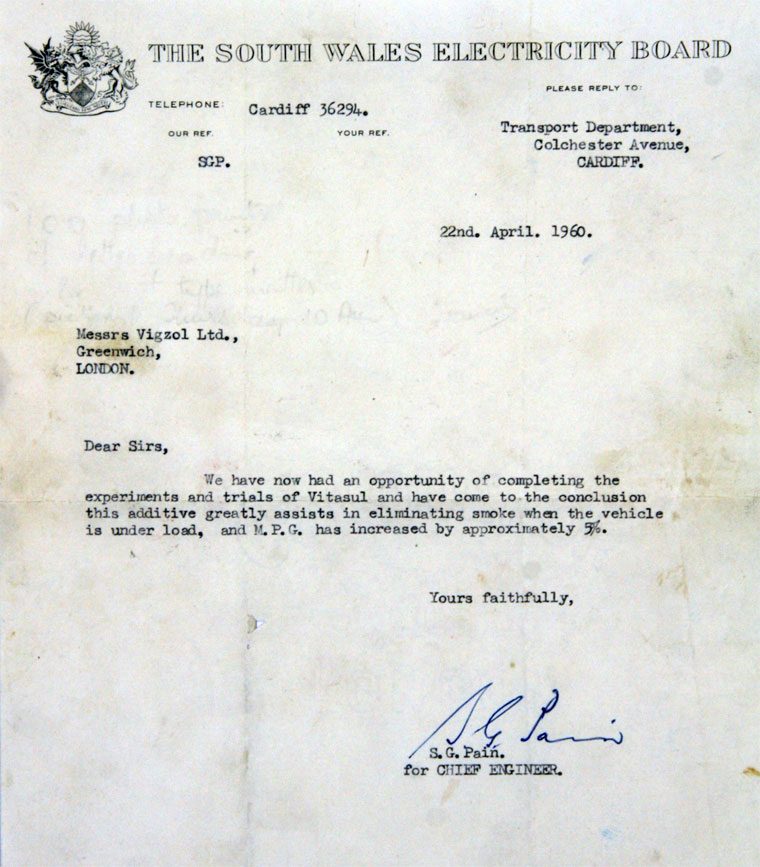 THE SOUTH WALES ELECTRICITY BOARD
PLEASE REPLY TO:
TELEPHONE: Cardiff 36294.
OUR REF. YOUR REF.
SGP.
Transport Department,
Colchester Avenue,
CARDIFF.
22nd. April. 1960.
Messrs Vigzol Ltd.,
Greenwich,
LONDON.
Dear Sirs,
We have now had an opportunity of completing the
experiments and trials of Vitasul and have come to the conclusion
this additive greatly assists in eliminating smoke when the vehicle
is under load, and M.P.G. has increased by approximately 5%.
Yours faithfully,
S G Pain
S.G.Pain.
for CHIEF ENGINEER.